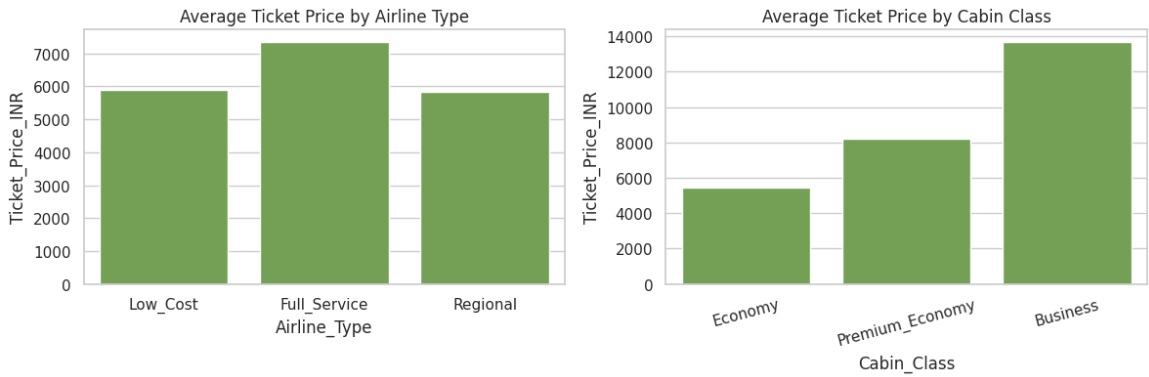 Average Ticket Price by Airline Type
Ticket_Price_INR
7000
6000
5000
4000
3000
2000
1000
0
Low_Cost
Full_Service
Regional
Airline_Type
Average Ticket Price by Cabin Class
Ticket_Price_INR
14000
12000
10000
8000
6000
4000
2000
0
Economy
Premium_Economy
Business
Cabin_Class